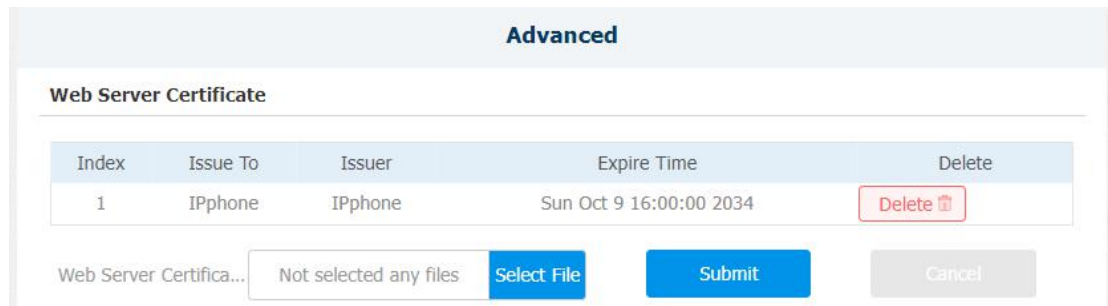 Advanced
Web Server Certificate
Index Issue To Issuer Expire Time Delete
1 IPphone IPphone Sun Oct 9 16:00:00 2034 Delete
Web Server Certifica... Not selected any files Select File Submit Cancel